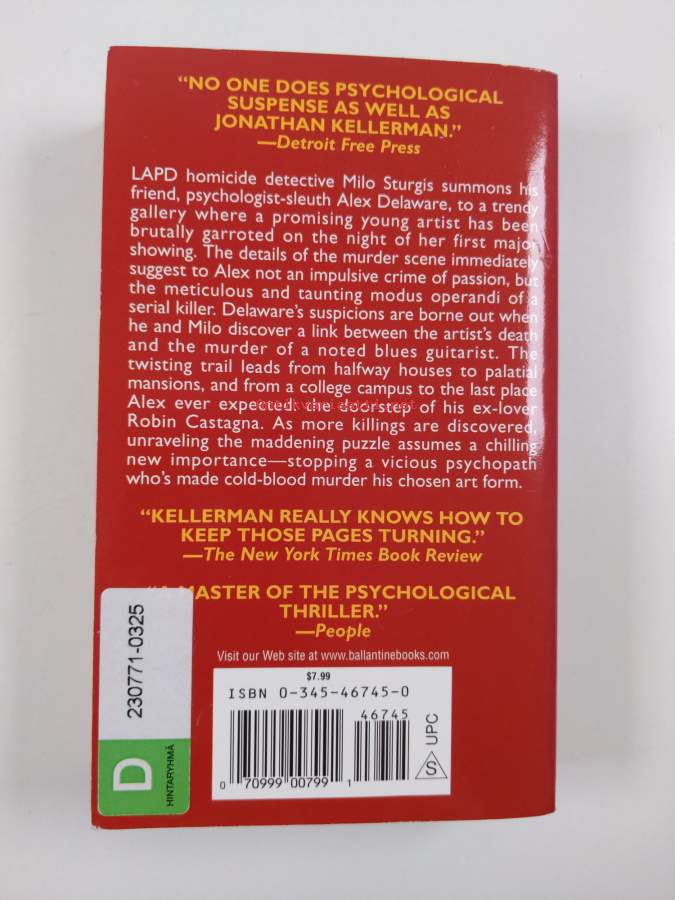 “NO ONE DOES PSYCHOLOGICAL
SUSPENSE AS WELL AS
JONATHAN KELLERMAN.”
—Detroit Free Press
LAPD homicide detective Milo Sturgis summons his
friend, psychologist-sleuth Alex Delaware, to a trendy
gallery where a promising young artist has been
brutally garroted on the night of her first major
showing. The details of the murder scene immediately
suggest to Alex not an impulsive crime of passion, but
the meticulous and taunting modus operandi of a
serial killer. Delaware’s suspicions are borne out when
he and Milo discover a link between the artist’s death
and the murder of a noted blues guitarist. The
twisting trail leads from halfway houses to palatial
mansions, and from a college campus to the last place
Alex ever expected: the doorstep of his ex-lover
Robin Castagna. As more killings are discovered,
unraveling the maddening puzzle assumes a chilling
new importance—stopping a vicious psychopath
who’s made cold-blood murder his chosen art form.
“KELLERMAN REALLY KNOWS HOW TO
KEEP THOSE PAGES TURNING.”
—The New York Times Book Review
“A MASTER OF THE PSYCHOLOGICAL
THRILLER.”
—People
Visit our Web site at www.ballantinebooks.com
$7.99
ISBN 0-345-46745-0
46745
0 70999 00799 1
S UPC
230771-0325
D
HINTARYHMÄ